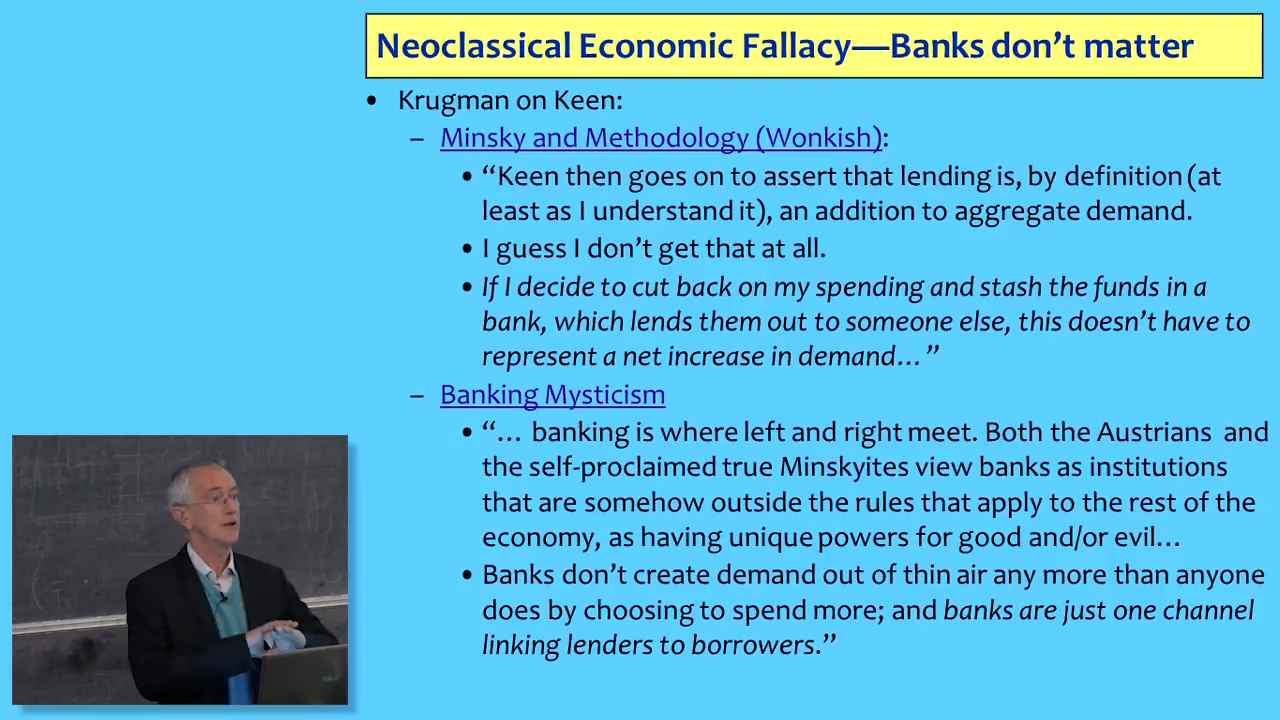 Neoclassical Economic Fallacy—Banks don’t matter
• Krugman on Keen:
– Minsky and Methodology (Wonkish):
• “Keen then goes on to assert that lending is, by definition (at
least as I understand it), an addition to aggregate demand.
• I guess I don’t get that at all.
• If I decide to cut back on my spending and stash the funds in a
bank, which lends them out to someone else, this doesn’t have to
represent a net increase in demand…”
– Banking Mysticism
• “… banking is where left and right meet. Both the Austrians and
the self-proclaimed true Minskyites view banks as institutions
that are somehow outside the rules that apply to the rest of the
economy, as having unique powers for good and/or evil…
• Banks don’t create demand out of thin air any more than anyone
does by choosing to spend more; and banks are just one channel
linking lenders to borrowers.”